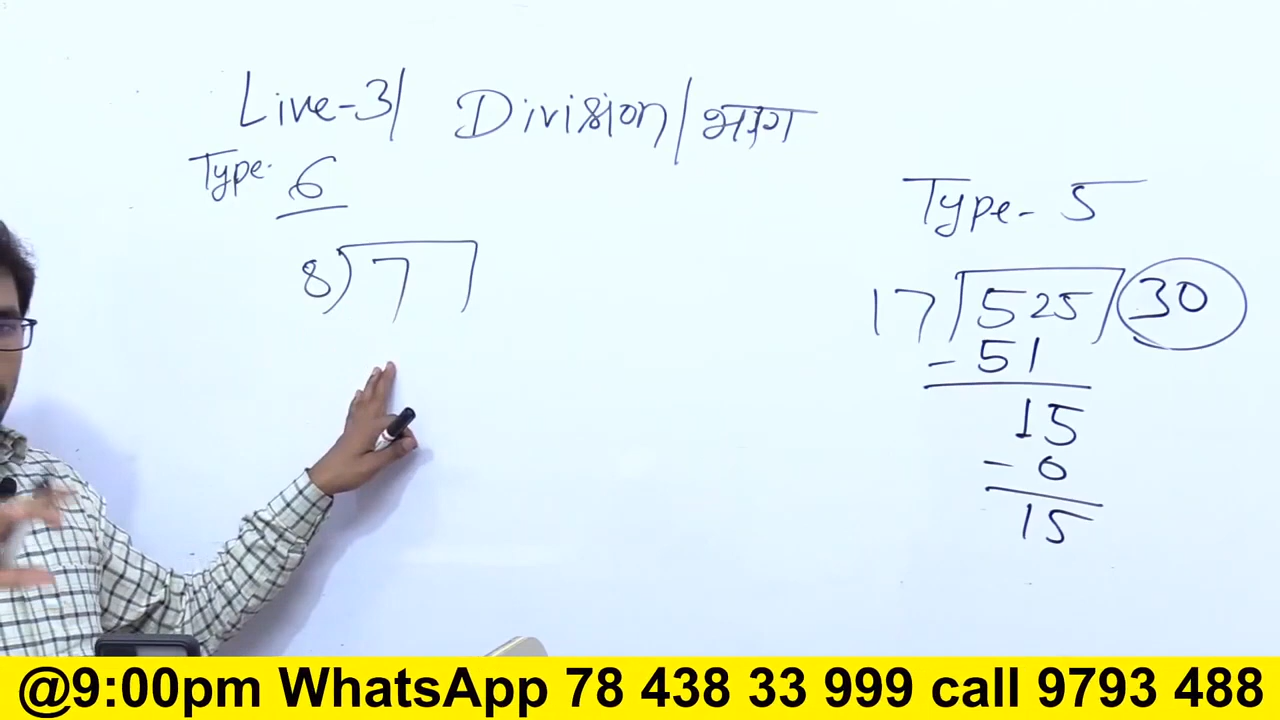 Live-3/ Division/भाग
Type- 6
8) 7
Type- 5
17 525 30
- 51
15
- 0
15
@9:00pm WhatsApp 78 438 33 999 call 9793 488